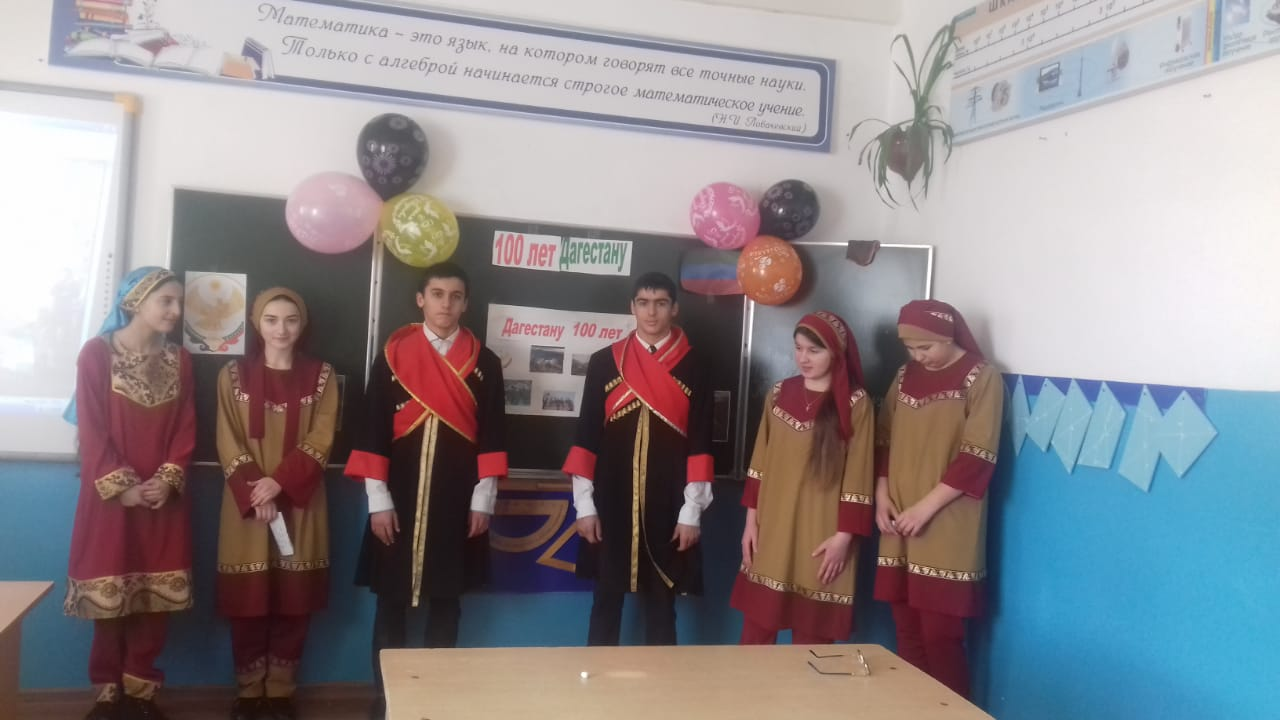 Математика – это язык, на котором говорят все точные науки.
Только с алгеброй начинается строгое математическое учение.
(Н.И. Лобачевский)
100 лет Дагестану
Дагестану 100 лет